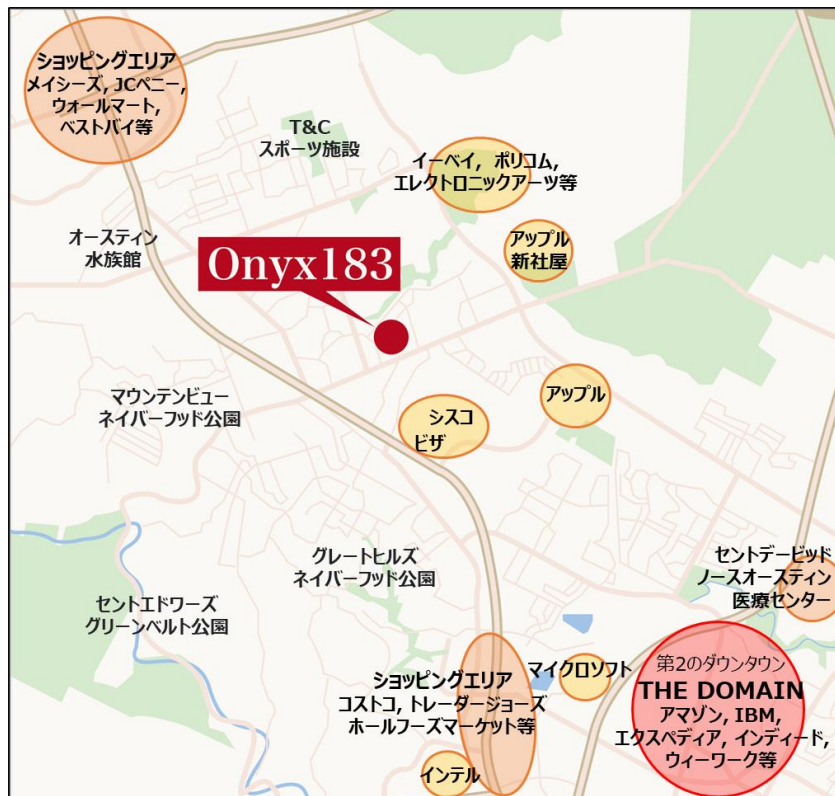 ショッピングエリア
メイシーズ, JCペニー,
ウォールマート,
ベストバイ等
T&C
スポーツ施設
イーベイ, ポリコム,
エレクトロニックアーツ等
オースティン
水族館
アップル
新社屋
Onyx183
マウンテンビュー
ネイバーフッド公園
アップル
シスコ
ビザ
グレートヒルズ
ネイバーフッド公園
セントデービッド
ノースオースティン
医療センター
セントエドワーズ
グリーンベルト公園
ショッピングエリア
コストコ, トレーダージョーズ
ホールフーズマーケット等
マイクロソフト
第2のダウンタウン
THE DOMAIN
アマゾン, IBM,
エクスペディア, インディード,
ウィーワーク等
インテル